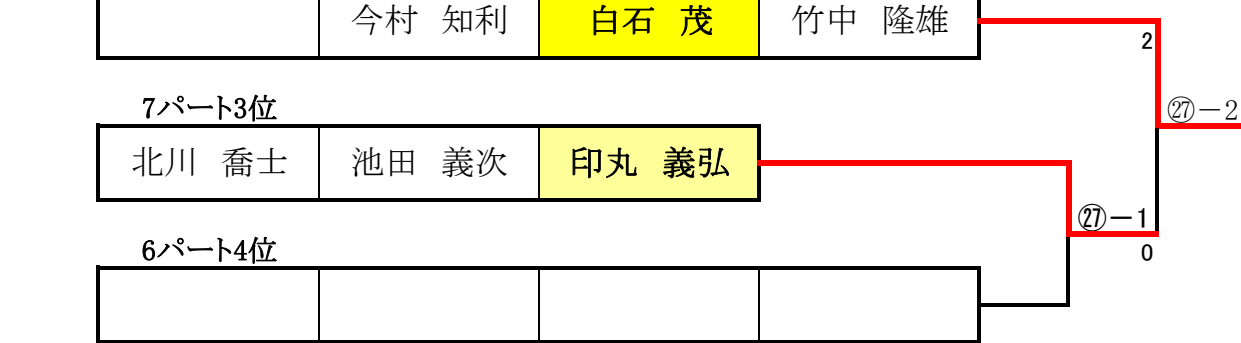 今村 知利 白石 茂 竹中 隆雄
2
7パート3位
㉗－2
北川 喬士 池田 義次 印丸 義弘
㉗－1
6パート4位
0